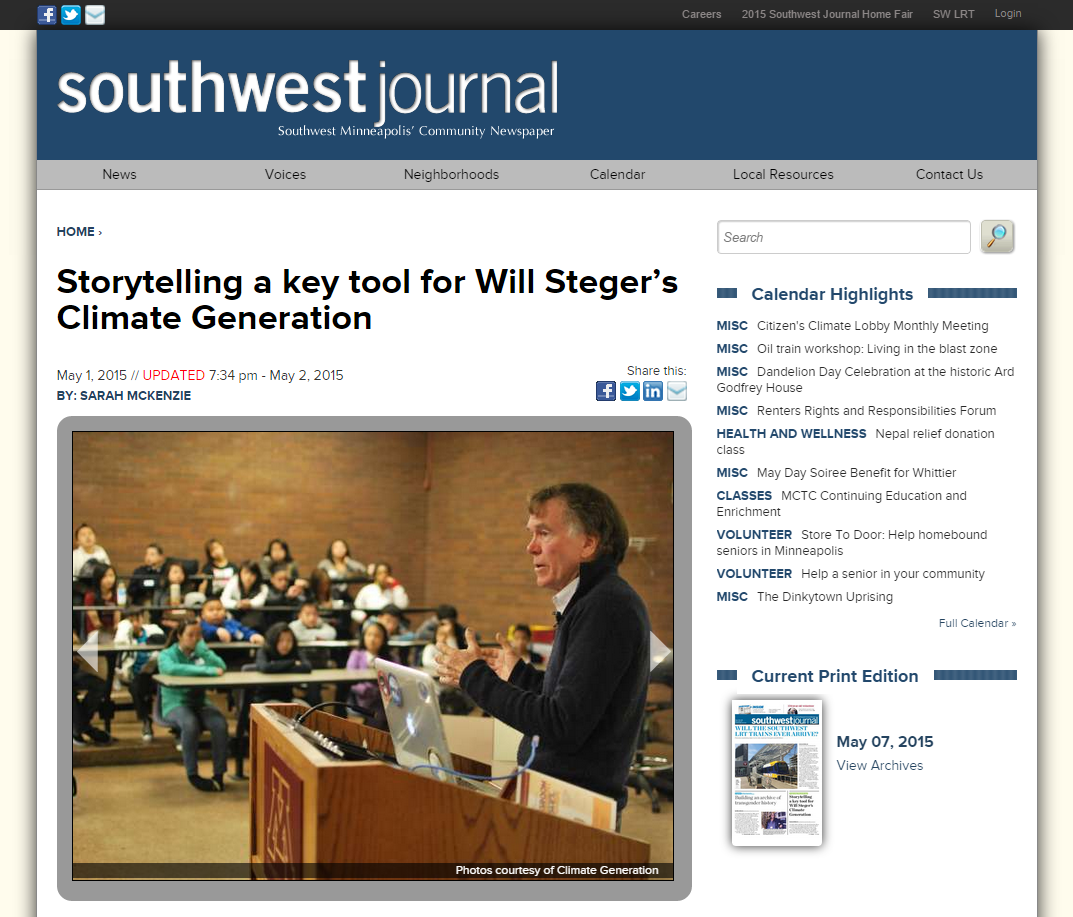 Careers 2015 Southwest Journal Home Fair SW LRT Login
southwest journal
Southwest Minneapolis' Community Newspaper
News Voices Neighborhoods Calendar Local Resources Contact Us
HOME ›
Storytelling a key tool for Will Steger’s
Climate Generation
May 1, 2015 // UPDATED 7:34 pm - May 2, 2015
BY: SARAH MCKENZIE
Share this:
Photos courtesy of Climate Generation
Search
Calendar Highlights
MISC Citizen's Climate Lobby Monthly Meeting
MISC Oil train workshop: Living in the blast zone
MISC Dandelion Day Celebration at the historic Ard
Godfrey House
MISC Renters Rights and Responsibilities Forum
HEALTH AND WELLNESS Nepal relief donation
class
MISC May Day Soiree Benefit for Whittier
CLASSES MCTC Continuing Education and
Enrichment
VOLUNTEER Store To Door: Help homebound
seniors in Minneapolis
VOLUNTEER Help a senior in your community
MISC The Dinkytown Uprising
Full Calendar »
Current Print Edition
southwest journal
WILL THE SOUTHWEST
LRT TRAINS EVER ARRIVE?
Building an archive of
transgender history
Storytelling
a key tool for
Will Steger's
Climate
Generation
May 07, 2015
View Archives